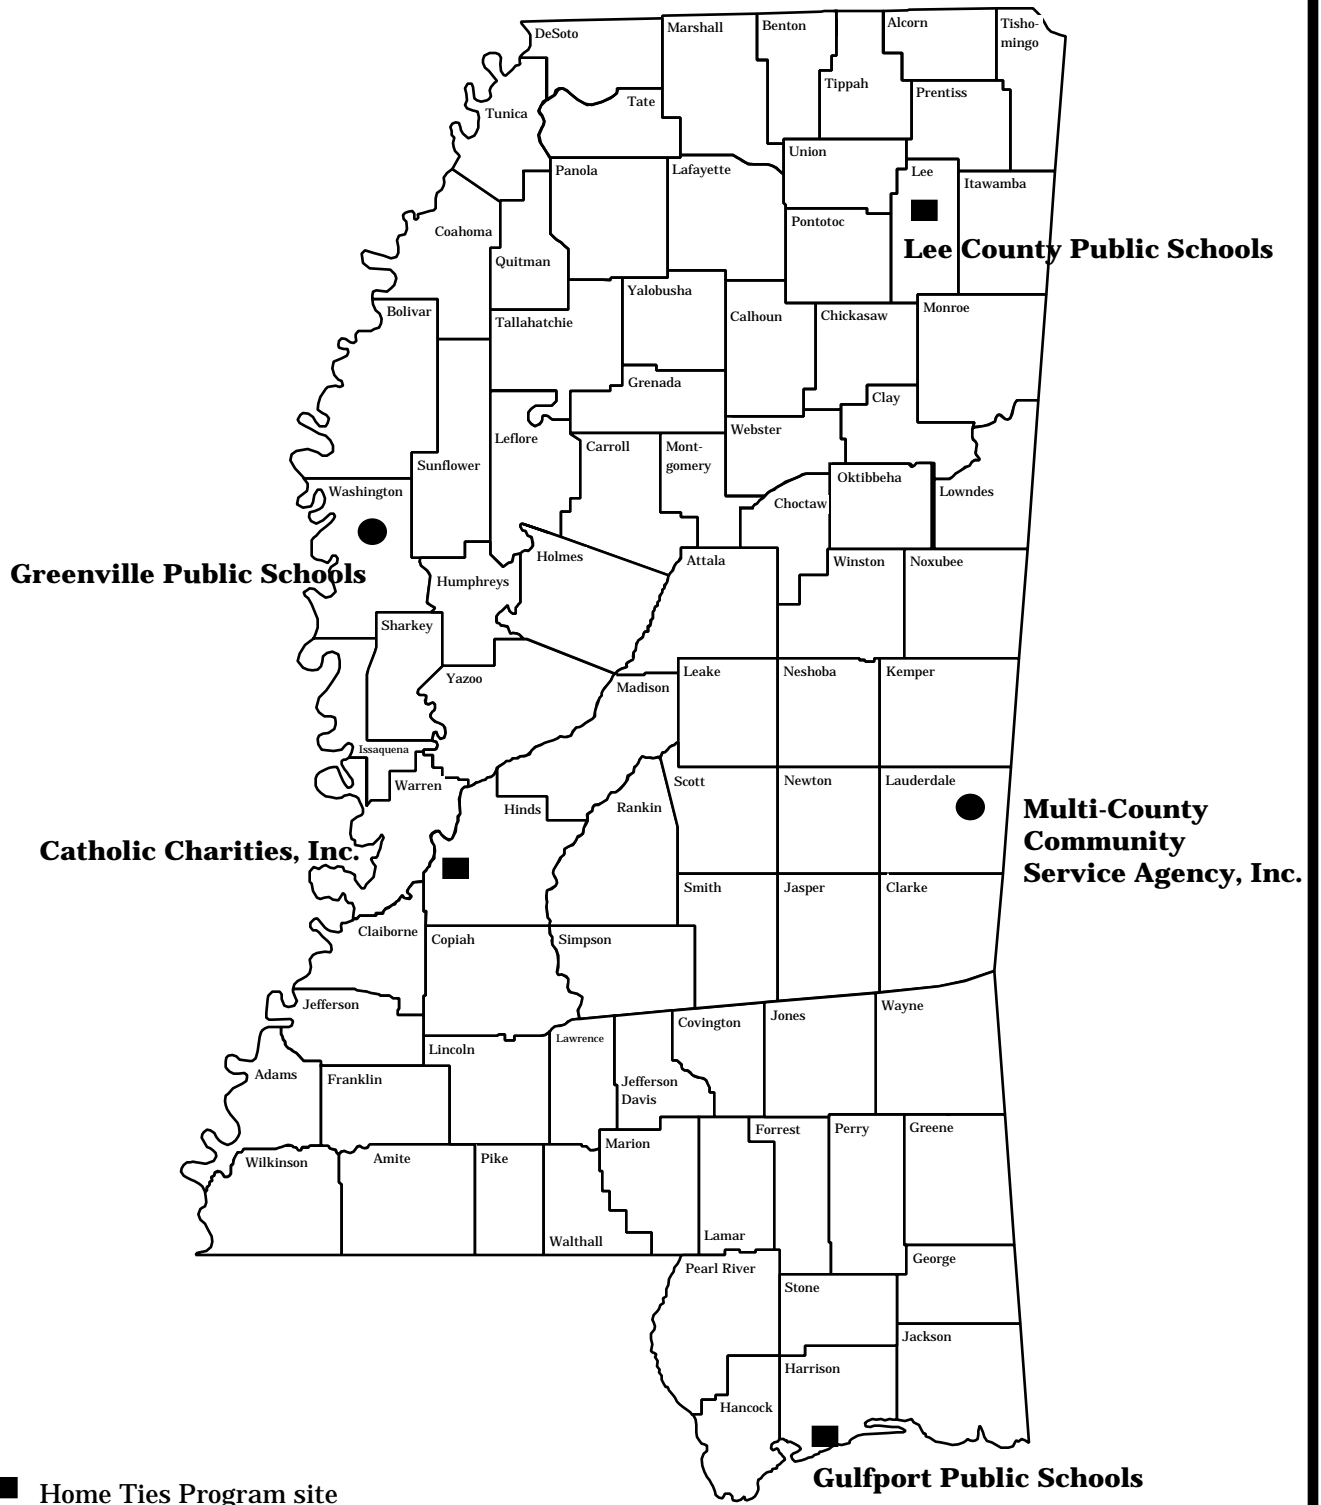 DeSoto
Marshall
Benton
Alcorn
Tisho-
mingo
Tippah
Prentiss
Tate
Tunica
Union
Panola
Lafayette
Lee
Itawamba
Pontotoc
Coahoma
Quitman
Lee County Public Schools
Yalobusha
Bolivar
Tallahatchie
Calhoun
Chickasaw
Monroe
Grenada
Clay
Leflore
Carroll
Mont-
gomery
Webster
Sunflower
Washington
Oktibbeha
Lowndes
Choctaw
Holmes
Attala
Winston
Noxubee
Greenville Public Schools
Humphreys
Sharkey
Yazoo
Madison
Leake
Neshoba
Kemper
Issaquena
Warren
Hinds
Rankin
Scott
Newton
Lauderdale
Multi-County
Community
Service Agency, Inc.
Catholic Charities, Inc.
Smith
Jasper
Clarke
Claiborne
Copiah
Simpson
Jefferson
Lincoln
Lawrence
Covington
Jones
Wayne
Adams
Franklin
Jefferson
Davis
Marion
Forrest
Perry
Greene
Wilkinson
Amite
Pike
Walthall
Lamar
Pearl River
George
Stone
Jackson
Harrison
Hancock
Gulfport Public Schools
Home Ties Program site